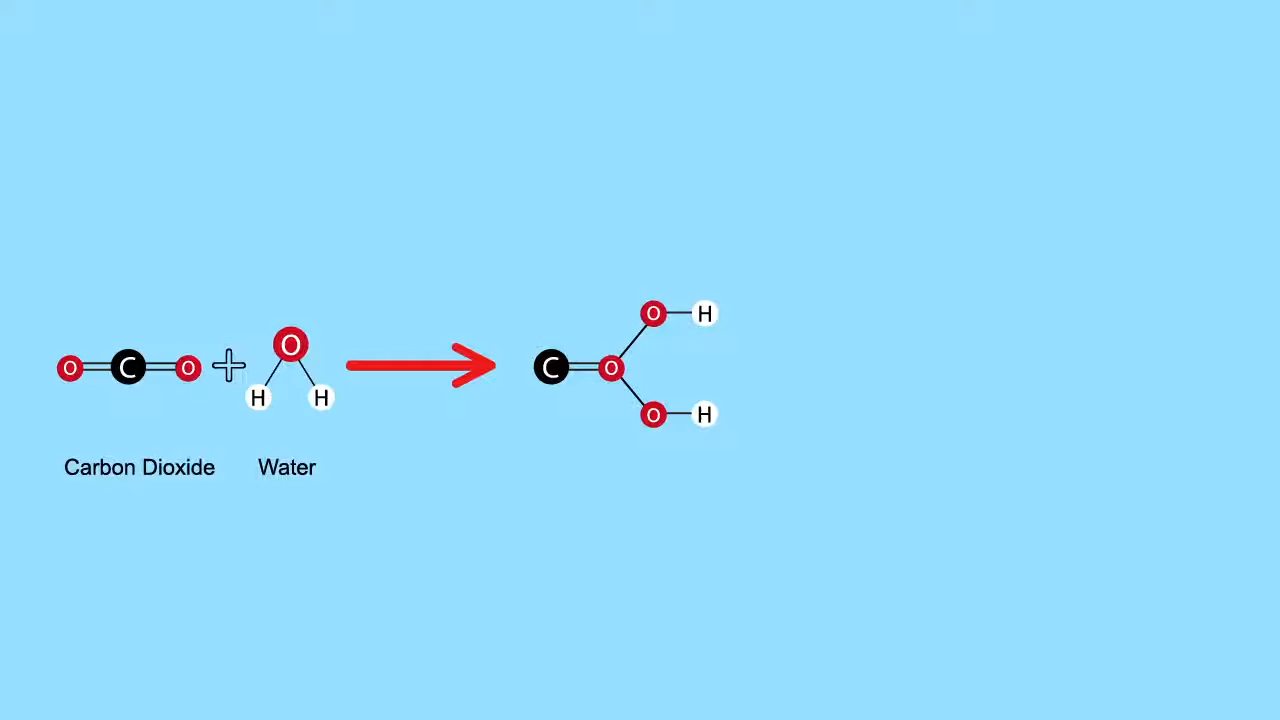 O H
O C O + O C O
H H O H
Carbon Dioxide Water